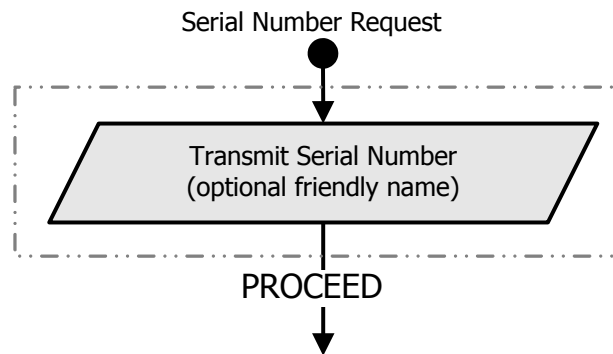 Serial Number Request
Transmit Serial Number
(optional friendly name)
PROCEED